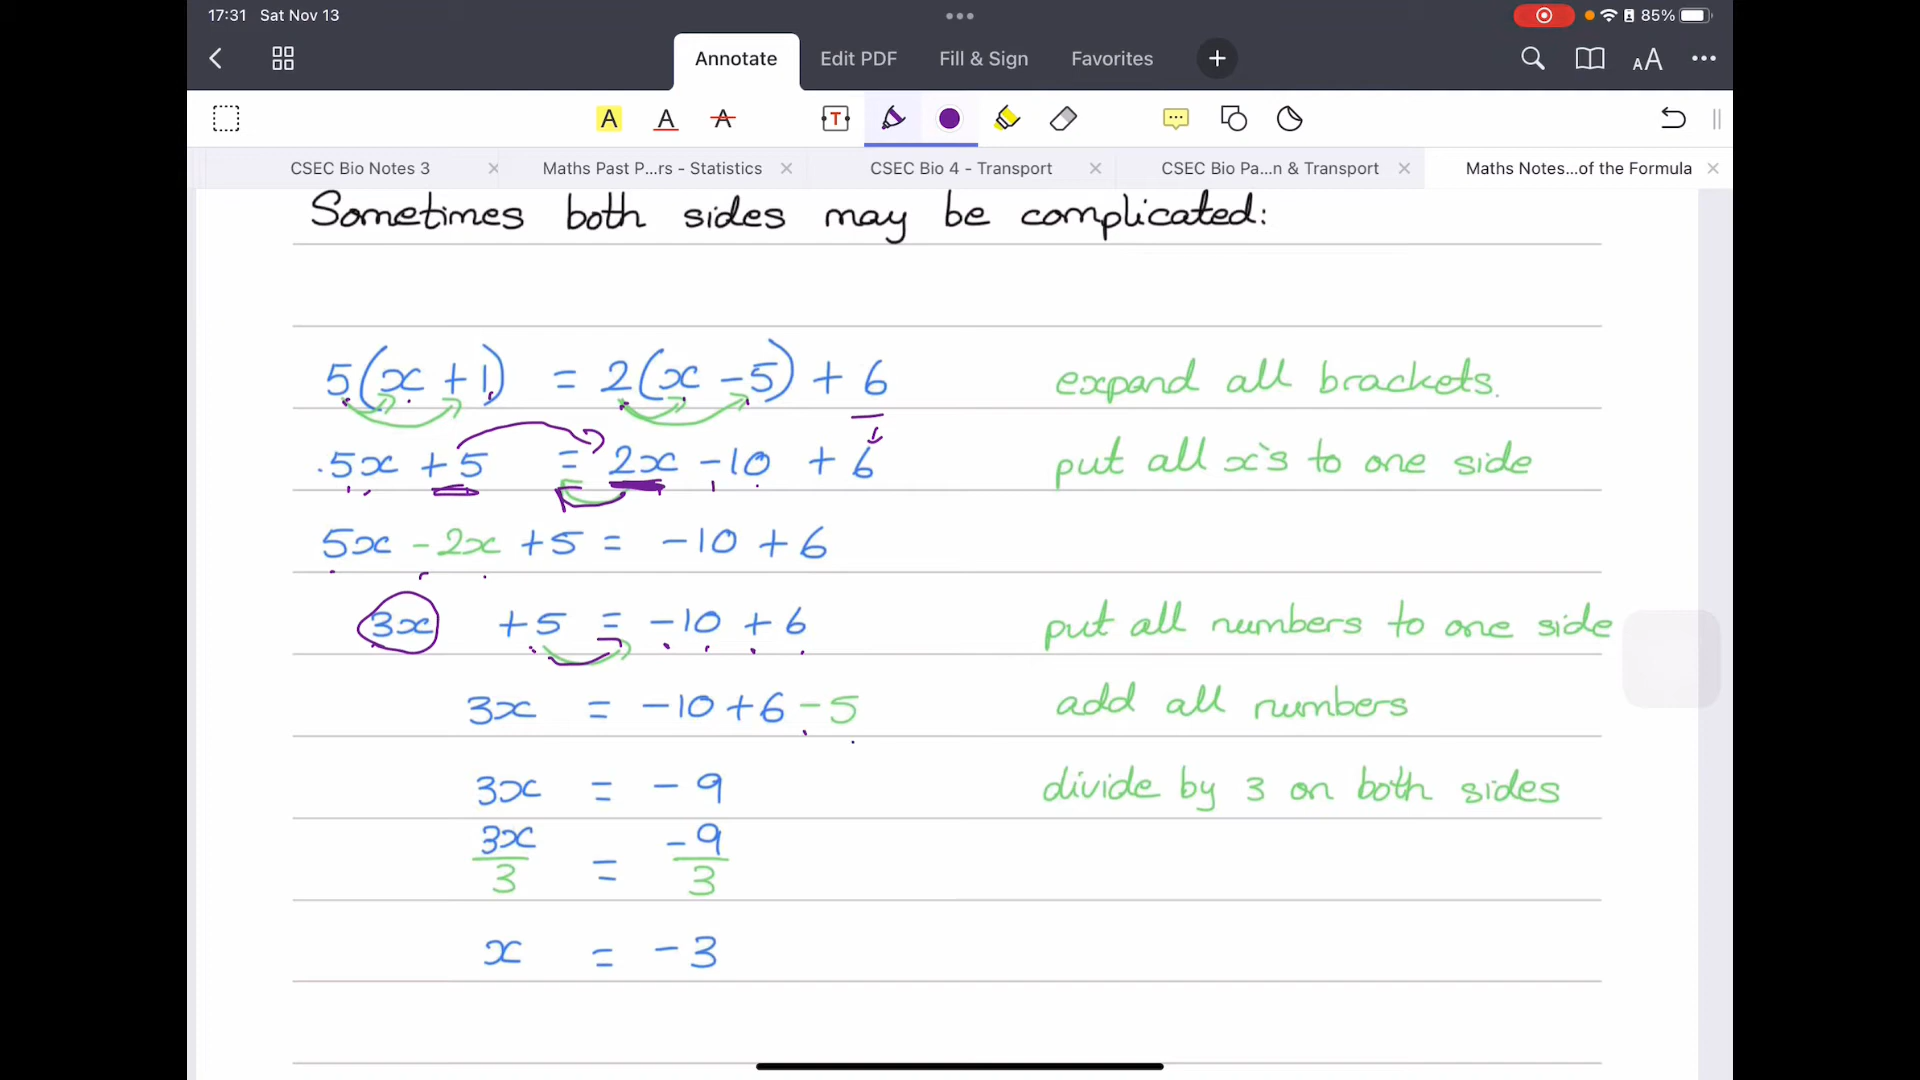 17:31 Sat Nov 13 85%
Annotate Edit PDF Fill & Sign Favorites
AA
A A A T
CSEC Bio Notes 3 Maths Past P...rs - Statistics CSEC Bio 4 - Transport CSEC Bio Pa...n & Transport Maths Notes...of the Formula
Sometimes both sides may be complicated:
5(x + 1) = 2(x - 5) + 6 expand all brackets.
5x + 5 = 2x - 10 + 6 put all x's to one side
5x - 2x + 5 = -10 + 6
3x + 5 = -10 + 6 put all numbers to one side
3x = -10 + 6 - 5 add all numbers
3x = -9 divide by 3 on both sides
3x/3 = -9/3
x = -3